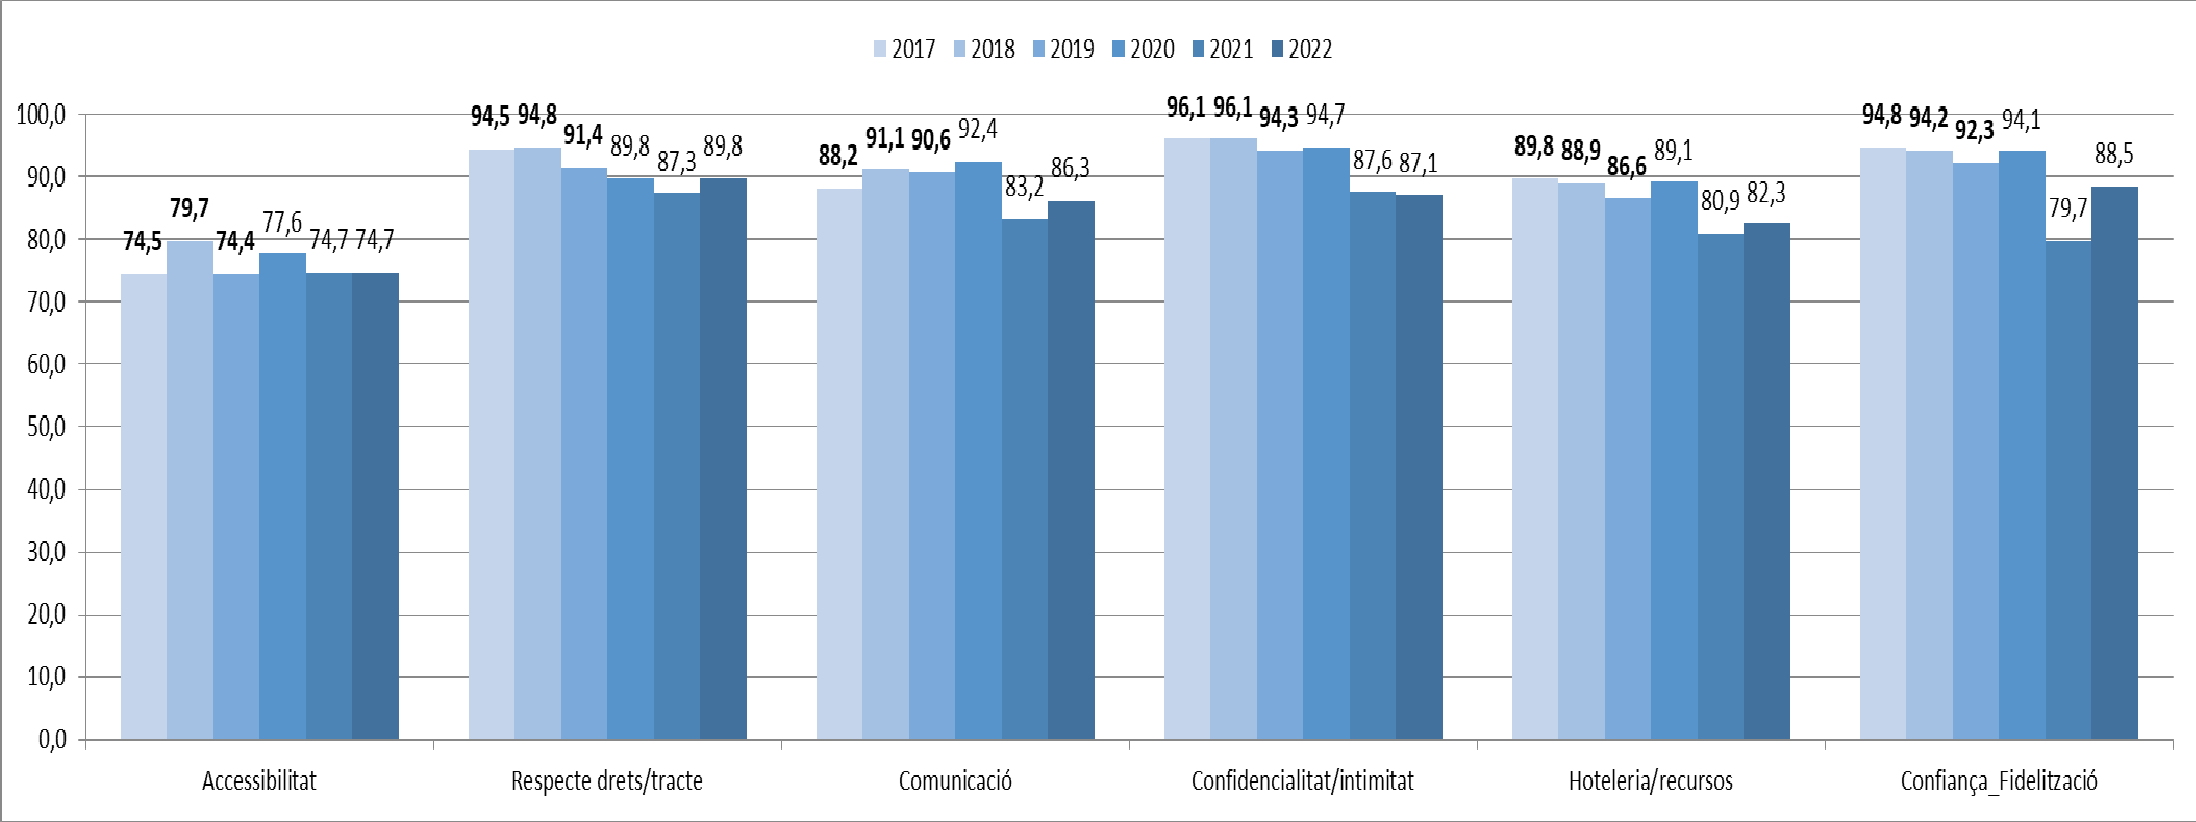 2017 2018 2019 2020 2021 2022
100,0
90,0
80,0
70,0
60,0
50,0
40,0
30,0
20,0
10,0
0,0
74,5 79,7 74,4 77,6 74,7 74,7
94,5 94,8 91,4 89,8 87,3 89,8
88,2 91,1 90,6 92,4 83,2 86,3
96,1 96,1 94,3 94,7 87,6 87,1
89,8 88,9 86,6 89,1 80,9 82,3
94,8 94,2 92,3 94,1 79,7 88,5
Accessibilitat Respecte drets/tracte Comunicació Confidencialitat/intimitat Hoteleria/recursos Confiança_Fidelització